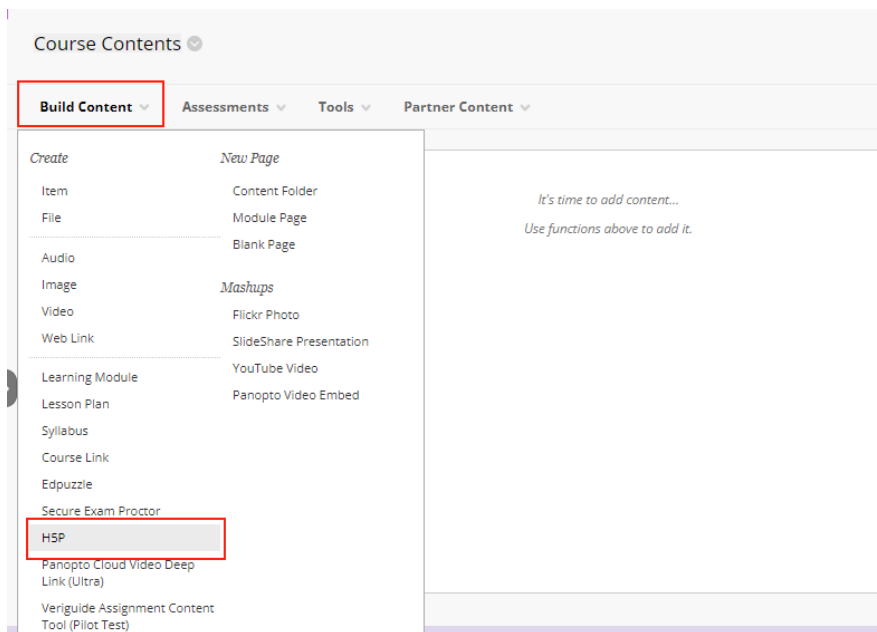 Course Contents
Build Content
Assessments
Tools
Partner Content
Create
Item
File
Audio
Image
Video
Web Link
Learning Module
Lesson Plan
Syllabus
Course Link
Edpuzzle
Secure Exam Proctor
H5P
Panopto Cloud Video Deep
Link (Ultra)
Veriguide Assignment Content
Tool (Pilot Test)
New Page
Content Folder
Module Page
Blank Page
Mashups
Flickr Photo
SlideShare Presentation
YouTube Video
Panopto Video Embed
It's time to add content...
Use functions above to add it.